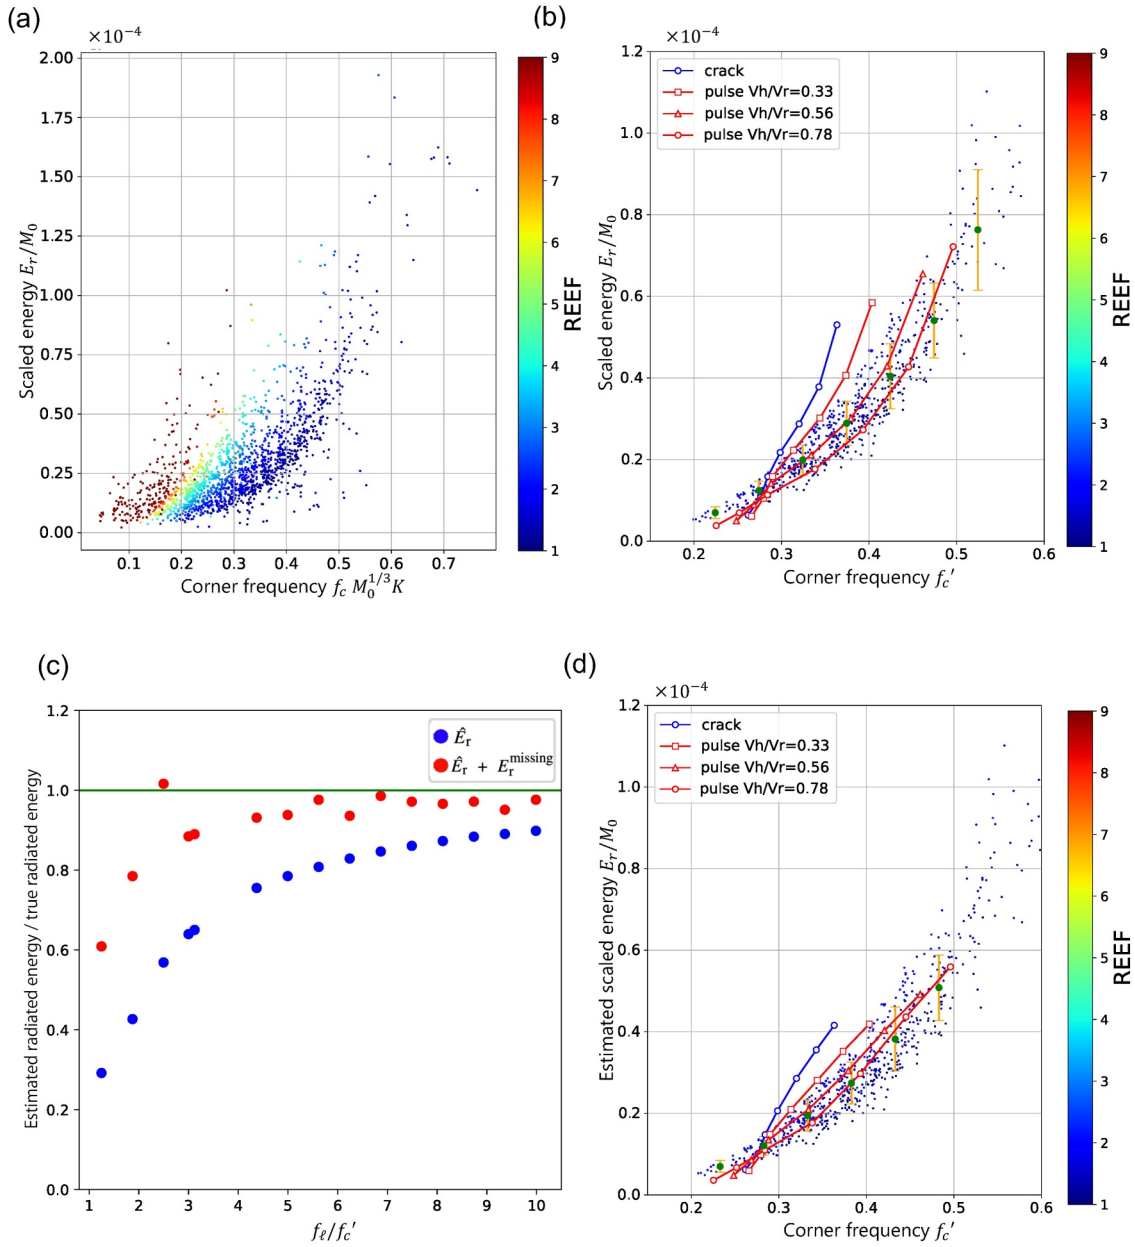 (a)
×10⁻⁴
2.00
1.75
1.50
1.25
1.00
0.75
0.50
0.25
0.00
Scaled energy E_r/M_0
0.1 0.2 0.3 0.4 0.5 0.6 0.7
Corner frequency f_c M_0^{1/3}K
9
8
7
6
5
4
3
2
1
REEF
(b)
×10⁻⁴
crack
pulse Vh/Vr=0.33
pulse Vh/Vr=0.56
pulse Vh/Vr=0.78
1.2
1.0
0.8
0.6
0.4
0.2
0.0
Scaled energy E_r/M_0
0.2 0.3 0.4 0.5 0.6
Corner frequency f_c'
9
8
7
6
5
4
3
2
1
REEF
(c)
1.2
1.0
0.8
0.6
0.4
0.2
0.0
Estimated radiated energy / true radiated energy
Ê_r
Ê_r + E_r^{missing}
1 2 3 4 5 6 7 8 9 10
f_ℓ/f_c'
(d)
×10⁻⁴
crack
pulse Vh/Vr=0.33
pulse Vh/Vr=0.56
pulse Vh/Vr=0.78
1.2
1.0
0.8
0.6
0.4
0.2
0.0
Estimated scaled energy E_r/M_0
0.2 0.3 0.4 0.5 0.6
Corner frequency f_c'
9
8
7
6
5
4
3
2
1
REEF